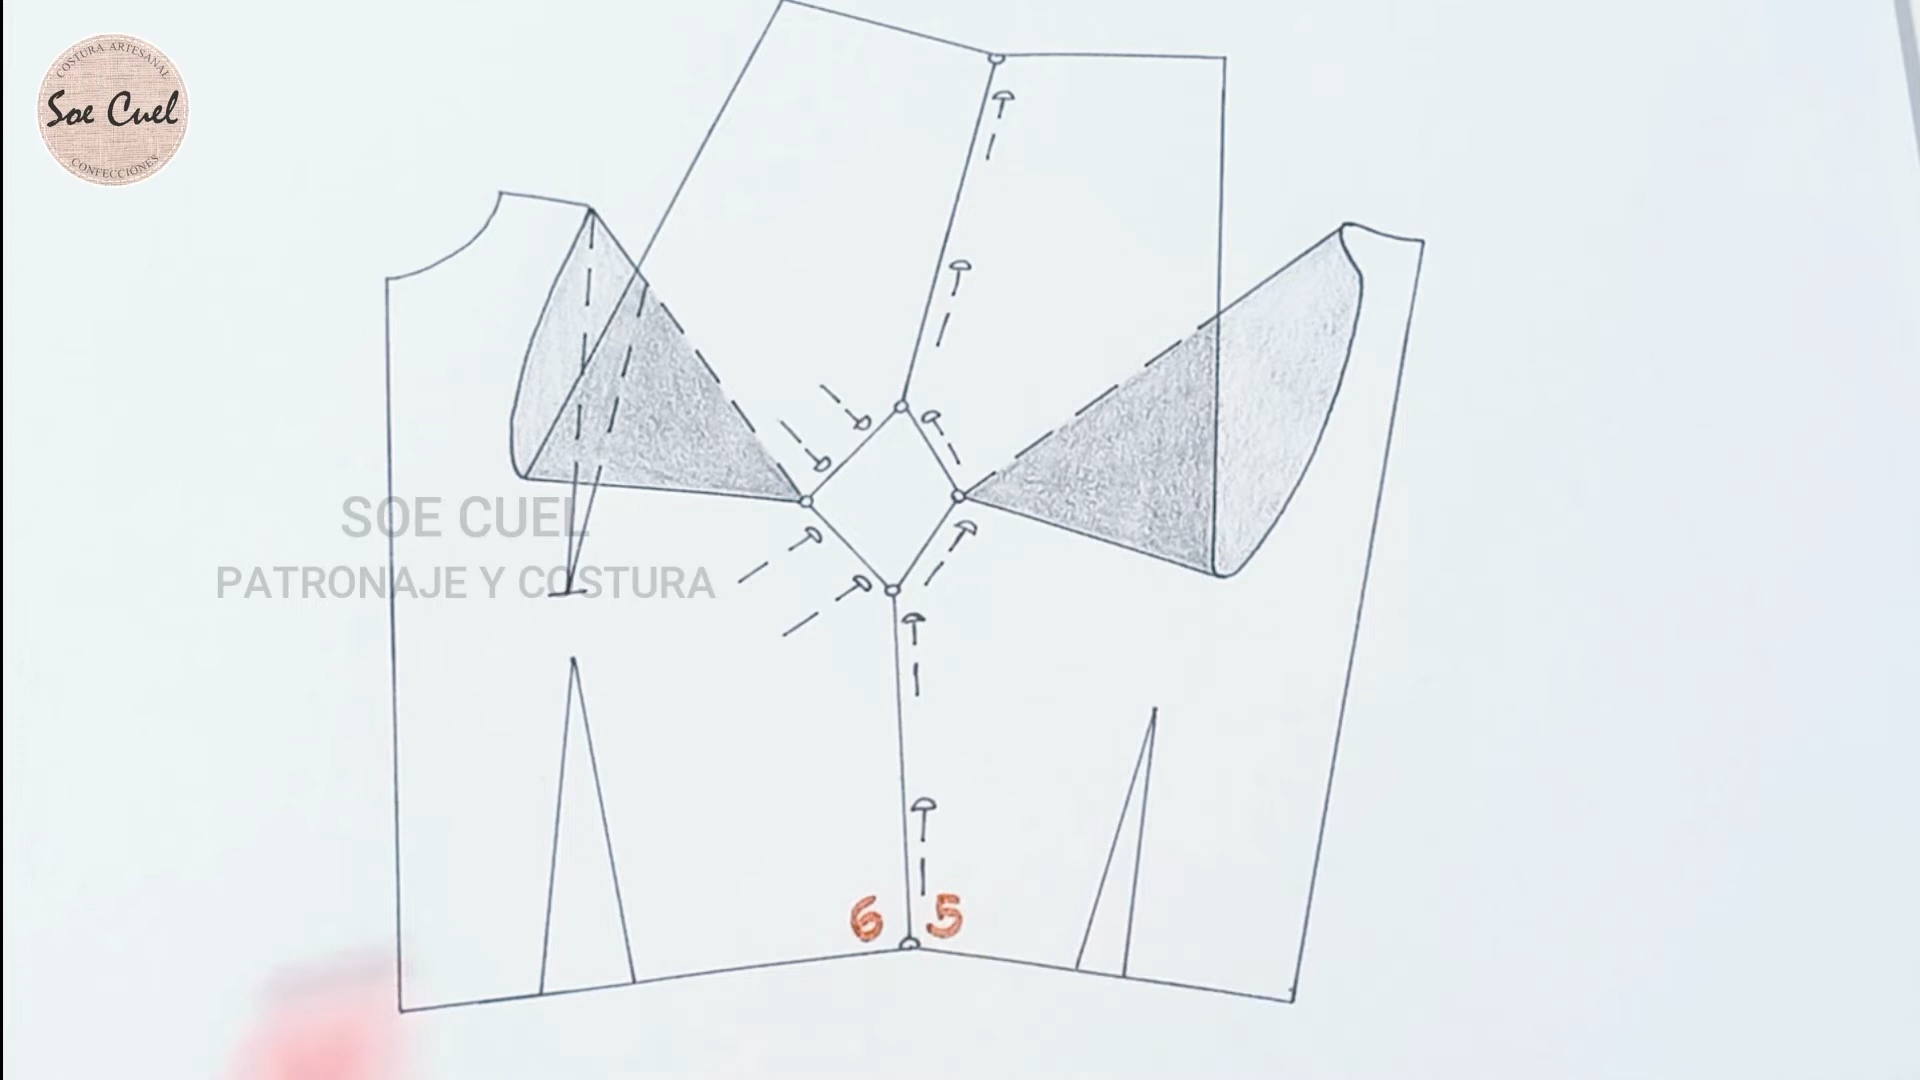 COSTURA ARTESANAL
Soe Cuel
CONFECCIONES
SOE CUEL
PATRONAJE Y COSTURA
6 5